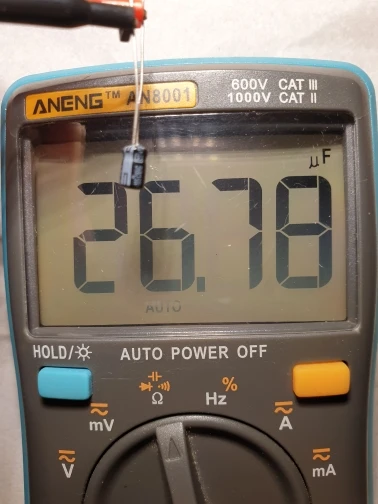 ANENG™ AN8001
600V CAT III
1000V CAT II
µF
26.78
AUTO
HOLD/
AUTO POWER OFF
mV
Ω
Hz %
A
V
mA